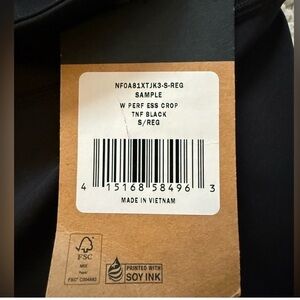 NF0A81XTJK3-S-REG
SAMPLE
W PERF ESS CROP
TNF BLACK
S/REG
4 15168 58496 3
MADE IN VIETNAM
FSC
MIX
Paper
PRINTED WITH
SOY INK